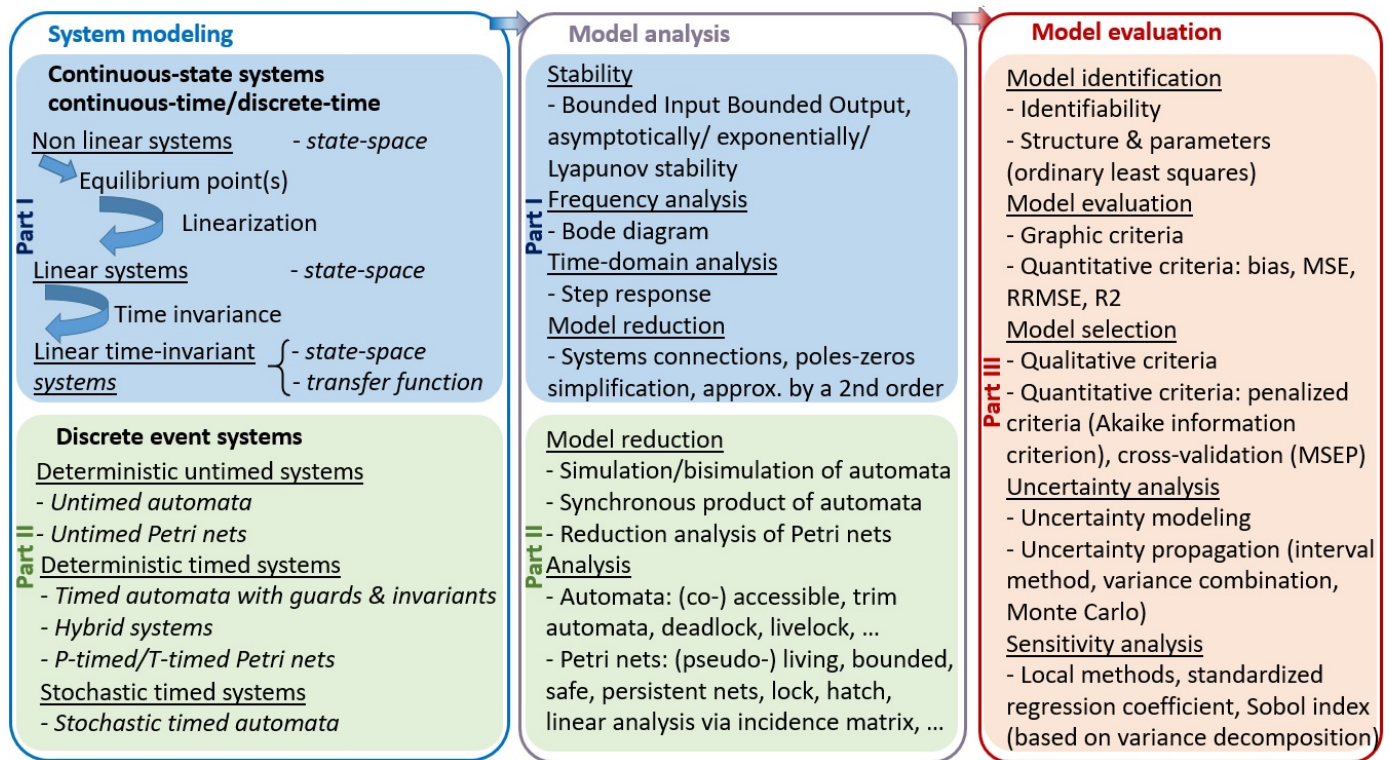 System modeling
Continuous-state systems
continuous-time/discrete-time
Non linear systems - state-space
Equilibrium point(s)
Linearization
Linear systems - state-space
Time invariance
Linear time-invariant - state-space
systems - transfer function
Part I
Discrete event systems
Deterministic untimed systems
- Untimed automata
- Untimed Petri nets
Deterministic timed systems
- Timed automata with guards & invariants
- Hybrid systems
- P-timed/T-timed Petri nets
Stochastic timed systems
- Stochastic timed automata
Part II
Model analysis
Stability
- Bounded Input Bounded Output,
asymptotically/ exponentially/
Lyapunov stability
Frequency analysis
- Bode diagram
Time-domain analysis
- Step response
Model reduction
- Systems connections, poles-zeros
simplification, approx. by a 2nd order
Part I
Model reduction
- Simulation/bisimulation of automata
- Synchronous product of automata
- Reduction analysis of Petri nets
Analysis
- Automata: (co-) accessible, trim
automata, deadlock, livelock, ...
- Petri nets: (pseudo-) living, bounded,
safe, persistent nets, lock, hatch,
linear analysis via incidence matrix, ...
Part II
Model evaluation
Model identification
- Identifiability
- Structure & parameters
(ordinary least squares)
Model evaluation
- Graphic criteria
- Quantitative criteria: bias, MSE,
RRMSE, R2
Model selection
- Qualitative criteria
- Quantitative criteria: penalized
criteria (Akaike information
criterion), cross-validation (MSEP)
Uncertainty analysis
- Uncertainty modeling
- Uncertainty propagation (interval
method, variance combination,
Monte Carlo)
Sensitivity analysis
- Local methods, standardized
regression coefficient, Sobol index
(based on variance decomposition)
Part III